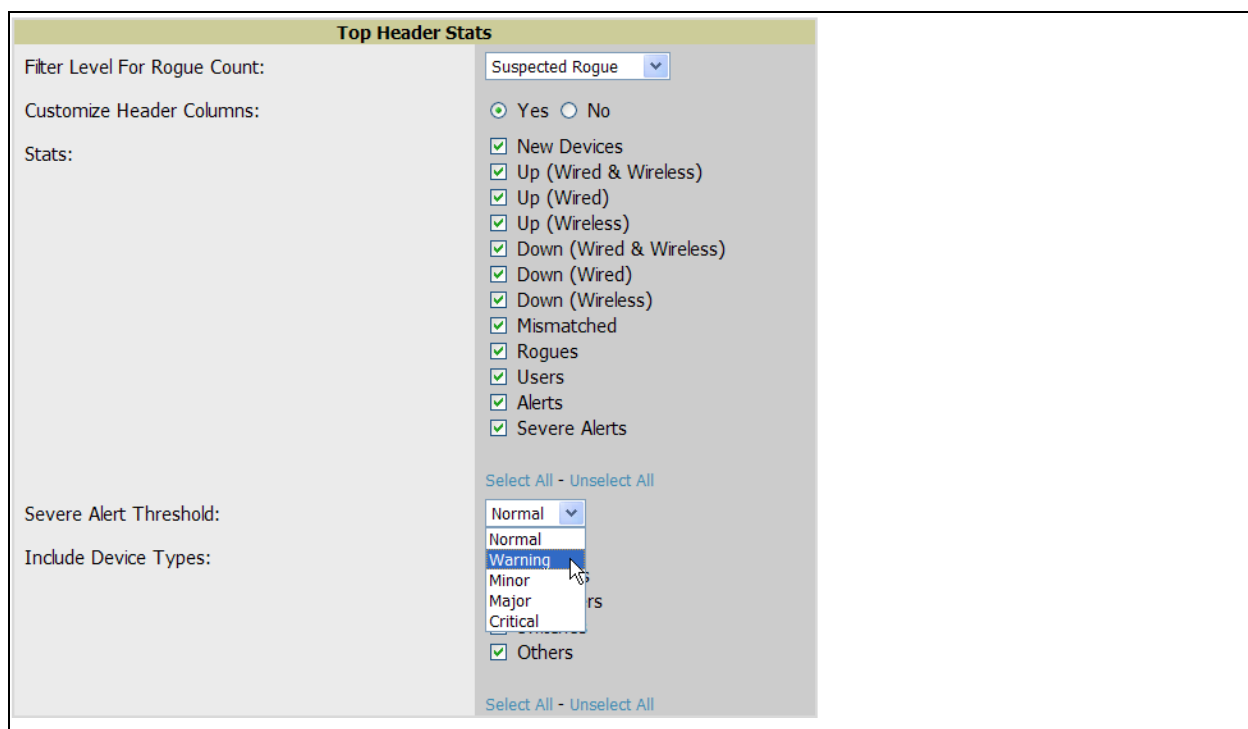 Top Header Stats
Filter Level For Rogue Count: Suspected Rogue
Customize Header Columns: Yes No
Stats: New Devices
Up (Wired & Wireless)
Up (Wired)
Up (Wireless)
Down (Wired & Wireless)
Down (Wired)
Down (Wireless)
Mismatched
Rogues
Users
Alerts
Severe Alerts
Select All - Unselect All
Severe Alert Threshold: Normal
Normal
Include Device Types: Warning
Minor
Major
Critical
Others
Select All - Unselect All